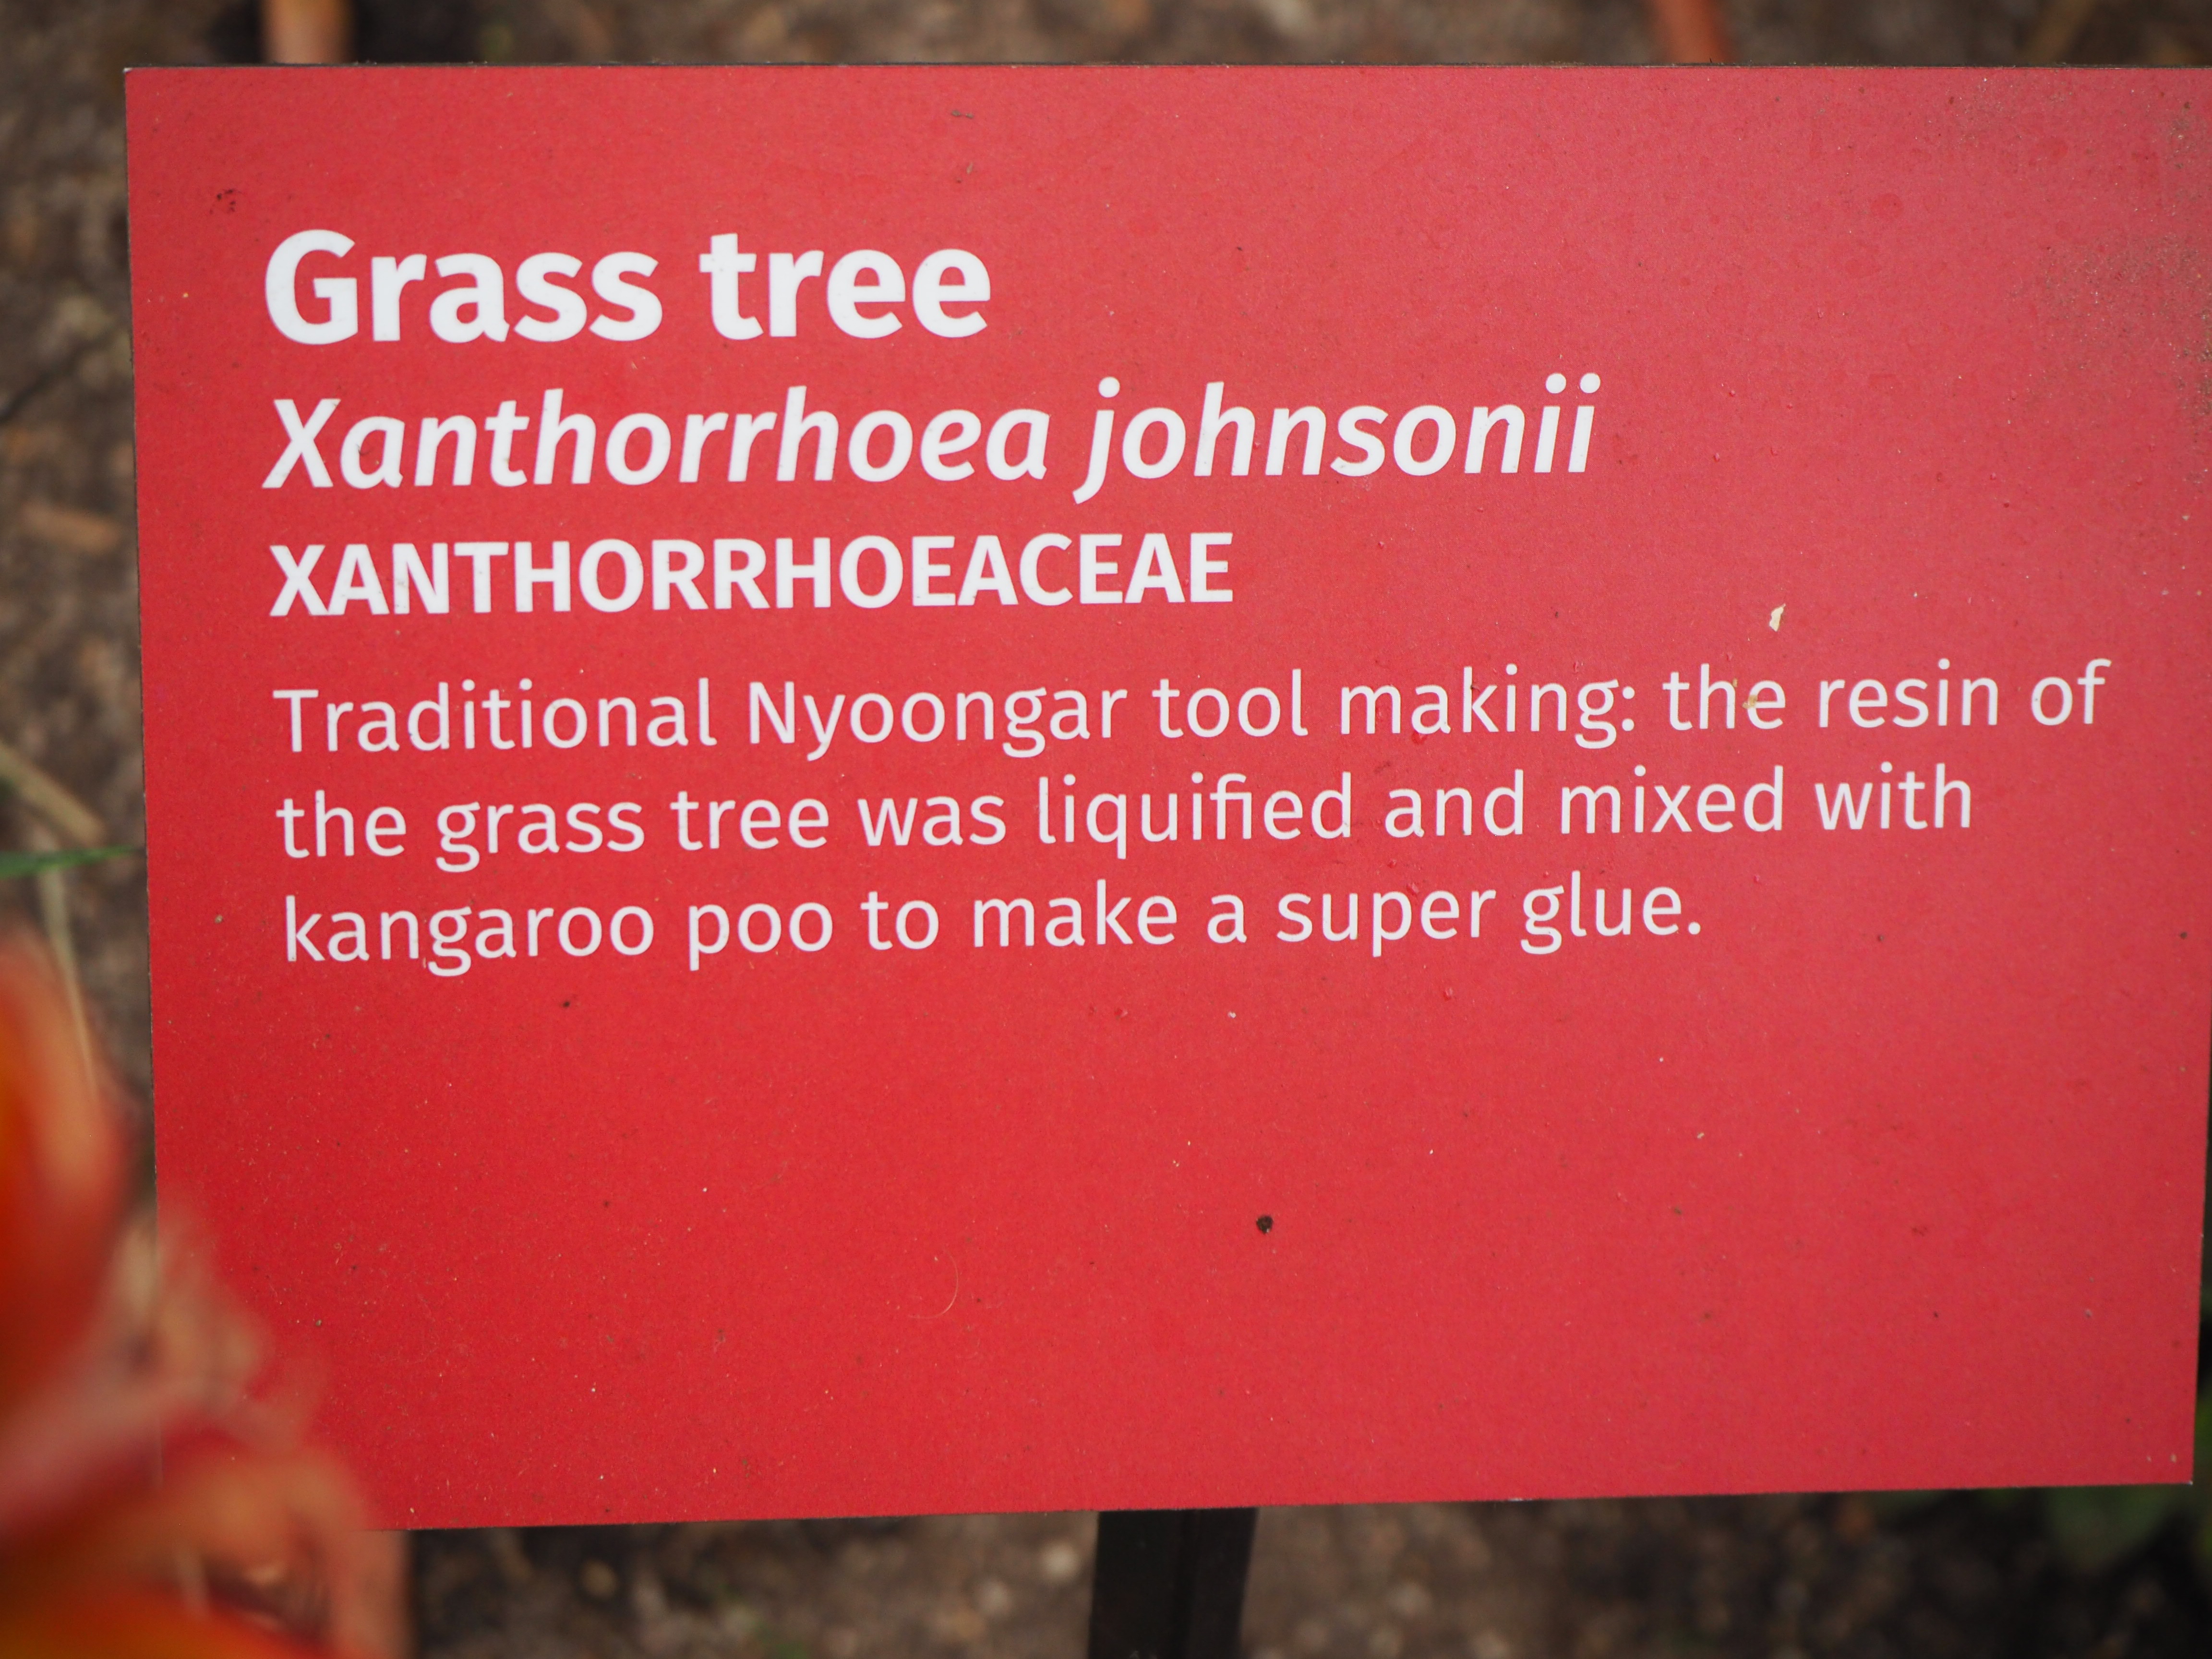 Grass tree
Xanthorrhoea johnsonii
XANTHORRHOEACEAE
Traditional Nyoongar tool making: the resin of
the grass tree was liquified and mixed with
kangaroo poo to make a super glue.